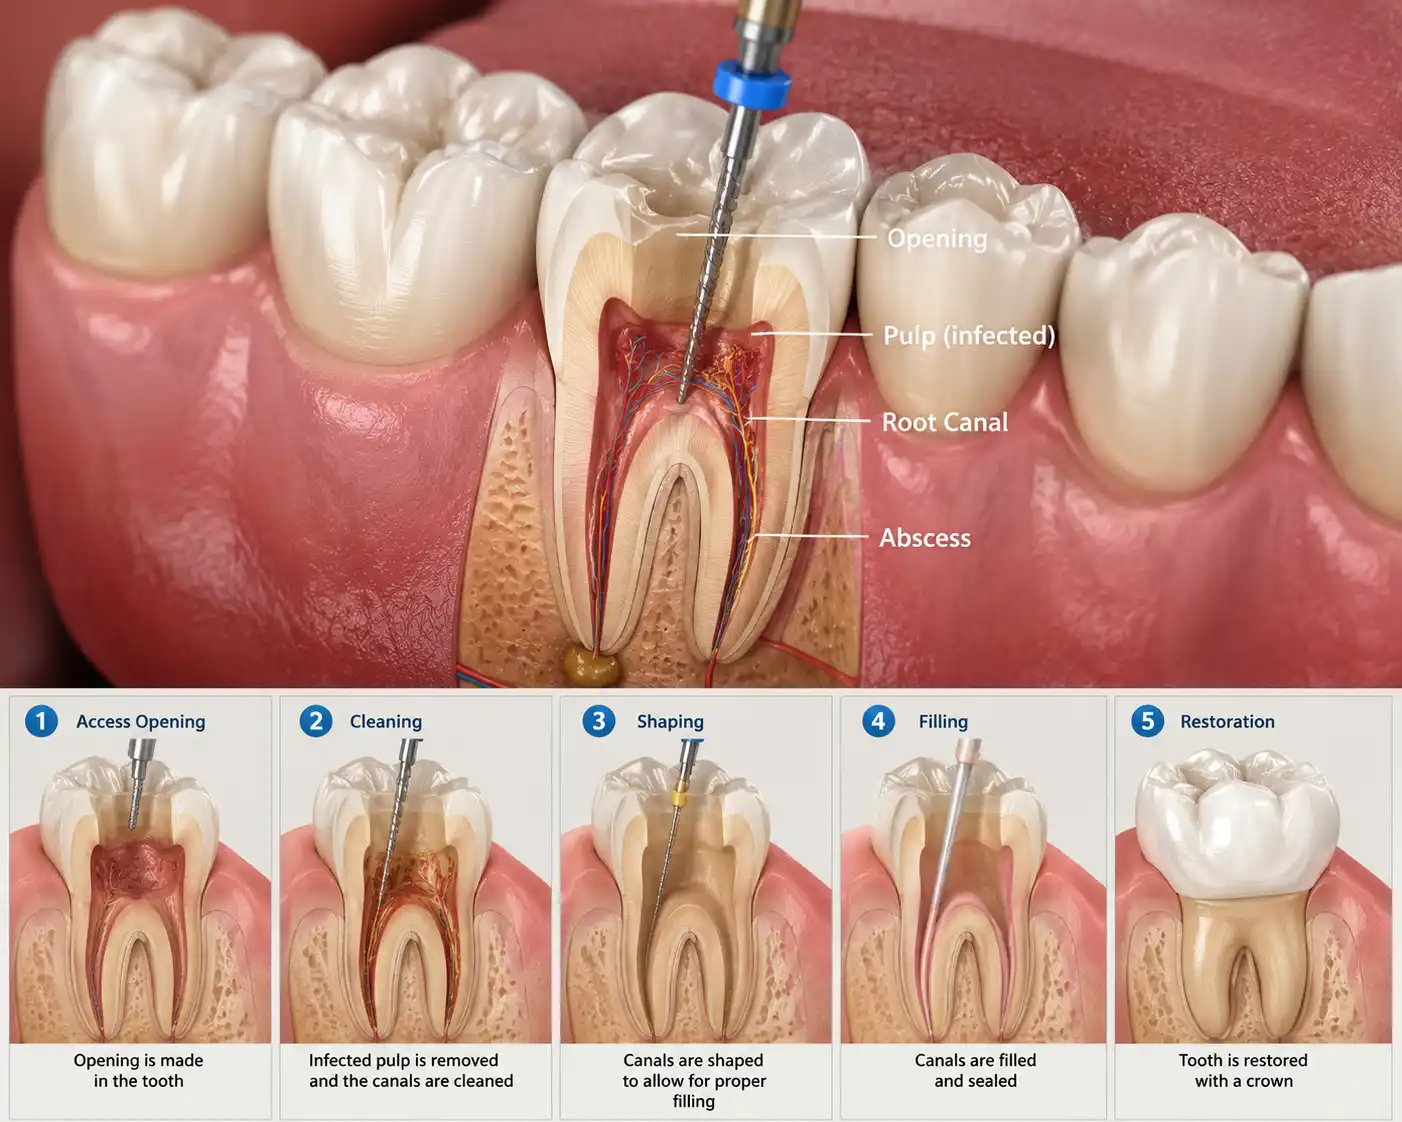 Opening
Pulp (infected)
Root Canal
Abscess
1 Access Opening
Opening is made
in the tooth
2 Cleaning
Infected pulp is removed
and the canals are cleaned
3 Shaping
Canals are shaped
to allow for proper
filling
4 Filling
Canals are filled
and sealed
5 Restoration
Tooth is restored
with a crown